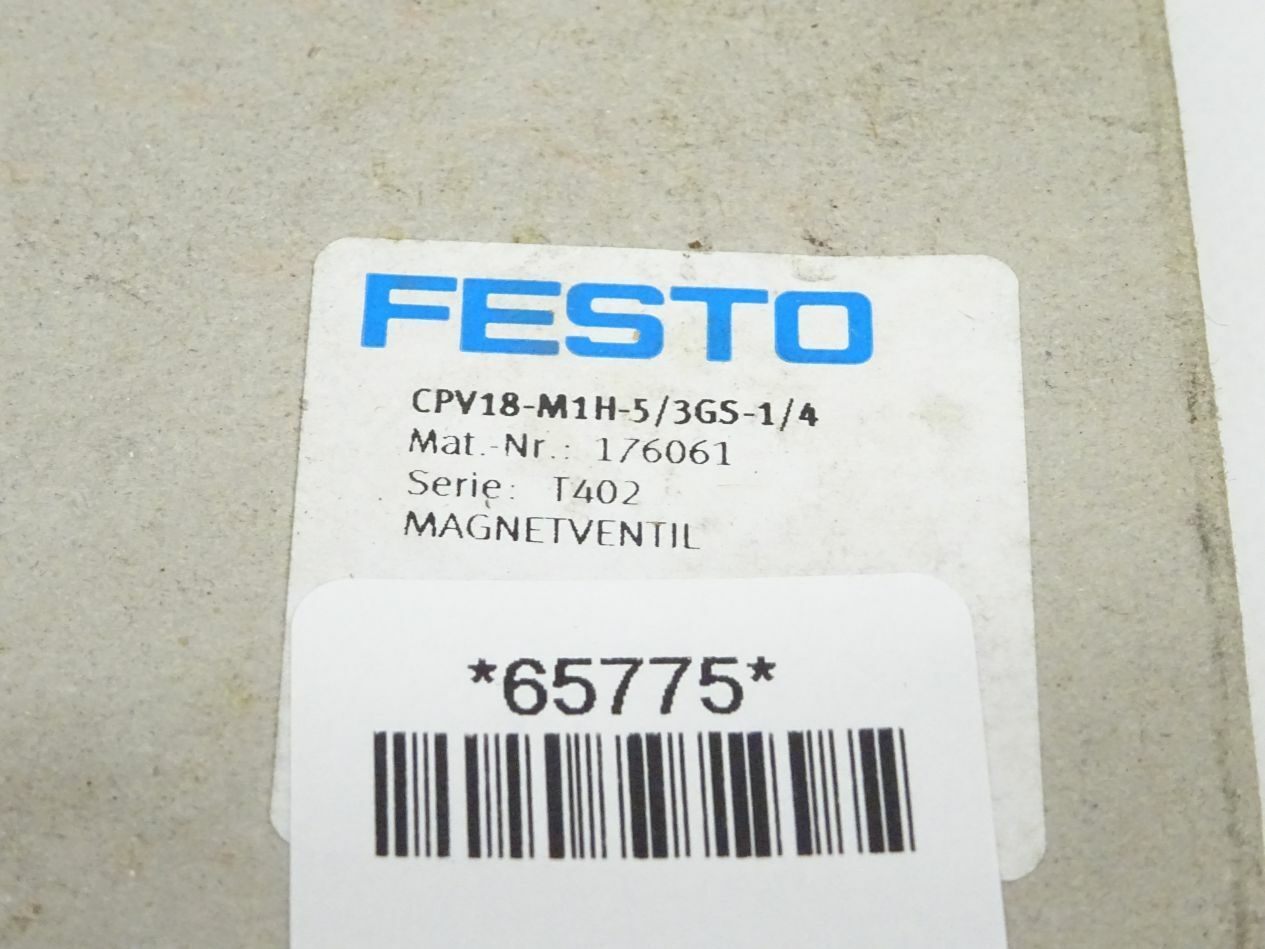 FESTO
CPV18-M1H-5/3GS-1/4
Mat.-Nr.: 176061
Serie: T402
MAGNETVENTIL
*65775*